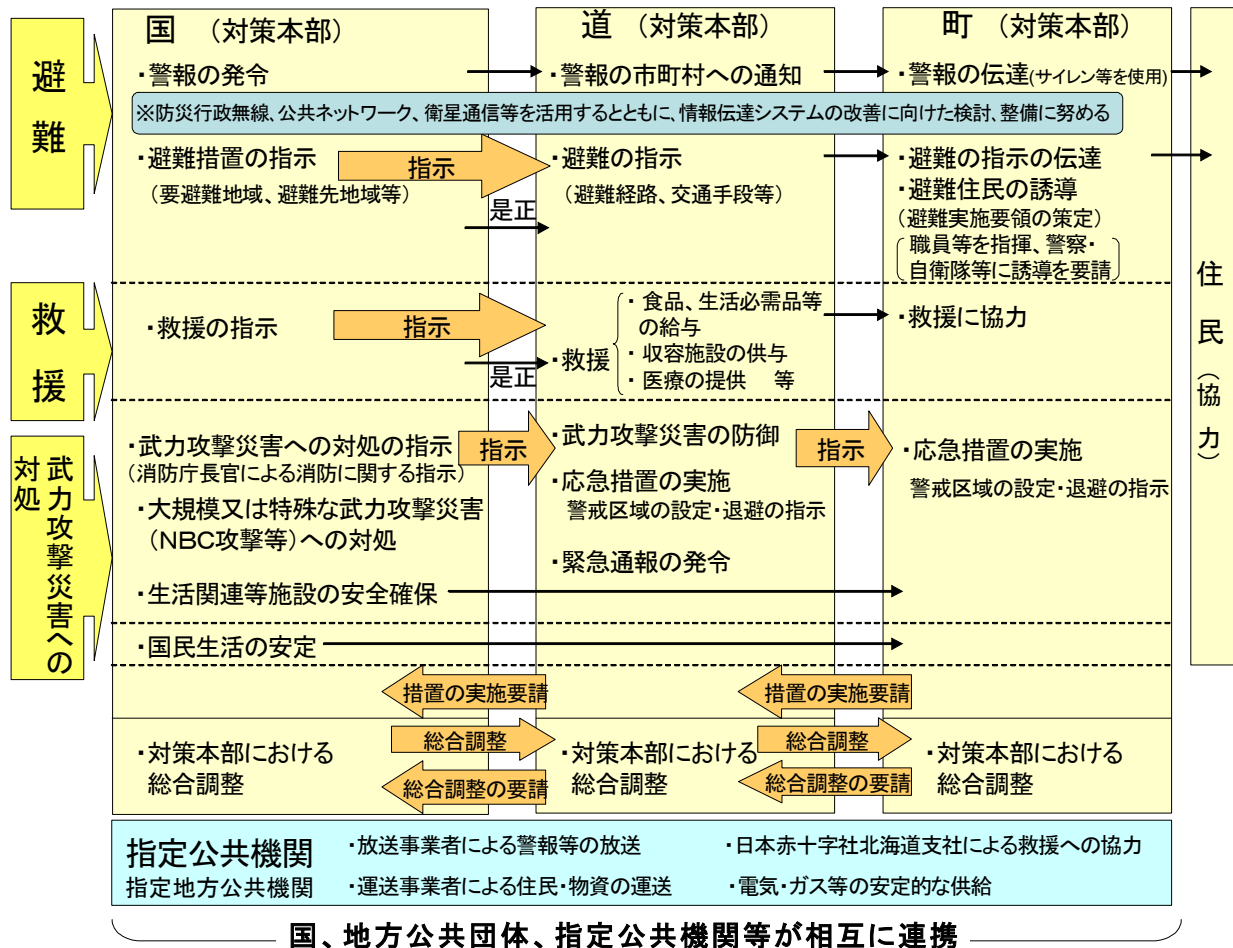 国 (対策本部)
道 (対策本部)
町 (対策本部)
避難
・警報の発令
・警報の市町村への通知
・警報の伝達(サイレン等を使用)
※防災行政無線、公共ネットワーク、衛星通信等を活用するとともに、情報伝達システムの改善に向けた検討、整備に努める
・避難措置の指示
(要避難地域、避難先地域等)
指示
是正
・避難の指示
(避難経路、交通手段等)
・避難の指示の伝達
・避難住民の誘導
(避難実施要領の策定)
職員等を指揮、警察・
自衛隊等に誘導を要請
住民(協力)
救援
・救援の指示
指示
是正
・救援
・食品、生活必需品等
の給与
・収容施設の供与
・医療の提供 等
・救援に協力
武力攻撃災害への
対処
・武力攻撃災害への対処の指示
(消防庁長官による消防に関する指示)
指示
・武力攻撃災害の防御
指示
・応急措置の実施
警戒区域の設定・退避の指示
・大規模又は特殊な武力攻撃災害
(NBC攻撃等)への対処
・応急措置の実施
警戒区域の設定・退避の指示
・緊急通報の発令
・生活関連等施設の安全確保
・国民生活の安定
措置の実施要請
措置の実施要請
・対策本部における
総合調整
総合調整
総合調整の要請
・対策本部における
総合調整
総合調整
総合調整の要請
・対策本部における
総合調整
指定公共機関
指定地方公共機関
・放送事業者による警報等の放送
・日本赤十字社北海道支社による救援への協力
・運送事業者による住民・物資の運送
・電気・ガス等の安定的な供給
国、地方公共団体、指定公共機関等が相互に連携